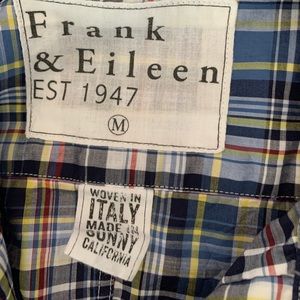 Frank
& Eileen
EST 1947
M
WOVEN IN
ITALY
MADE IN
SUNNY
CALIFORNIA